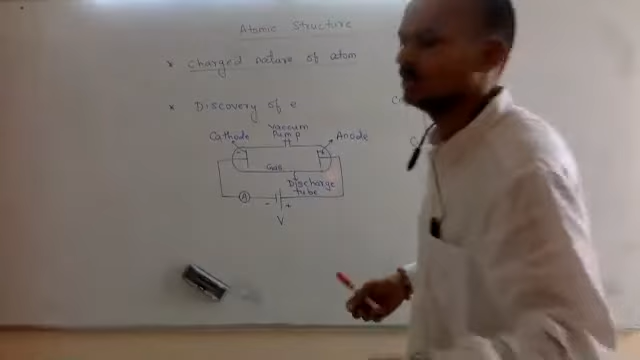 Atomic Structure
* Charged nature of atom
* Discovery of e
Vacuum
Pump
Cathode
Anode
- +
Gas
Discharge
tube
A
- +
V